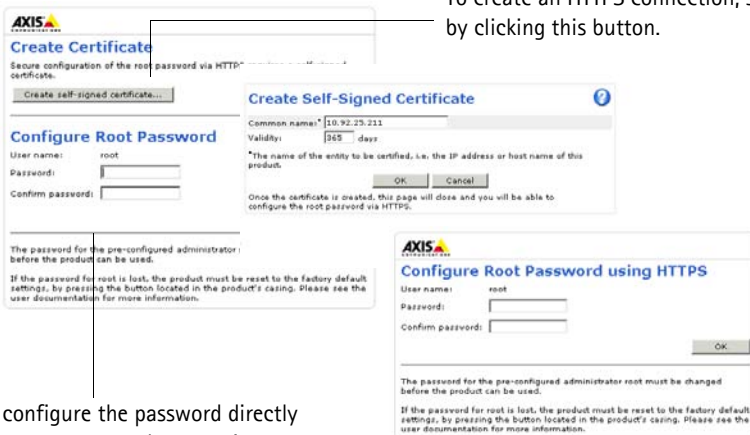 To create an HTTPS connection,
by clicking this button.
AXIS
COMMUNICATIONS
Create Certificate
Secure configuration of the root password via HTTPS requires a self-signed
certificate.
Create self-signed certificate...
Configure Root Password
User name: root
Password:
Confirm password:
The password for the pre-configured administrator
before the product can be used.
If the password for root is lost, the product must be reset to the factory default
settings, by pressing the button located in the product's casing. Please see the
user documentation for more information.
Create Self-Signed Certificate
Common name:* 10.92.25.211
Validity: 365 days
*The name of the entity to be certified, i.e. the IP address or host name of this
product.
OK Cancel
Once the certificate is created, this page will close and you will be able to
configure the root password via HTTPS.
AXIS
COMMUNICATIONS
Configure Root Password using HTTPS
User name: root
Password:
Confirm password:
OK
The password for the pre-configured administrator root must be changed
before the product can be used.
If the password for root is lost, the product must be reset to the factory default
settings, by pressing the button located in the product's casing. Please see the
user documentation for more information.
configure the password directly